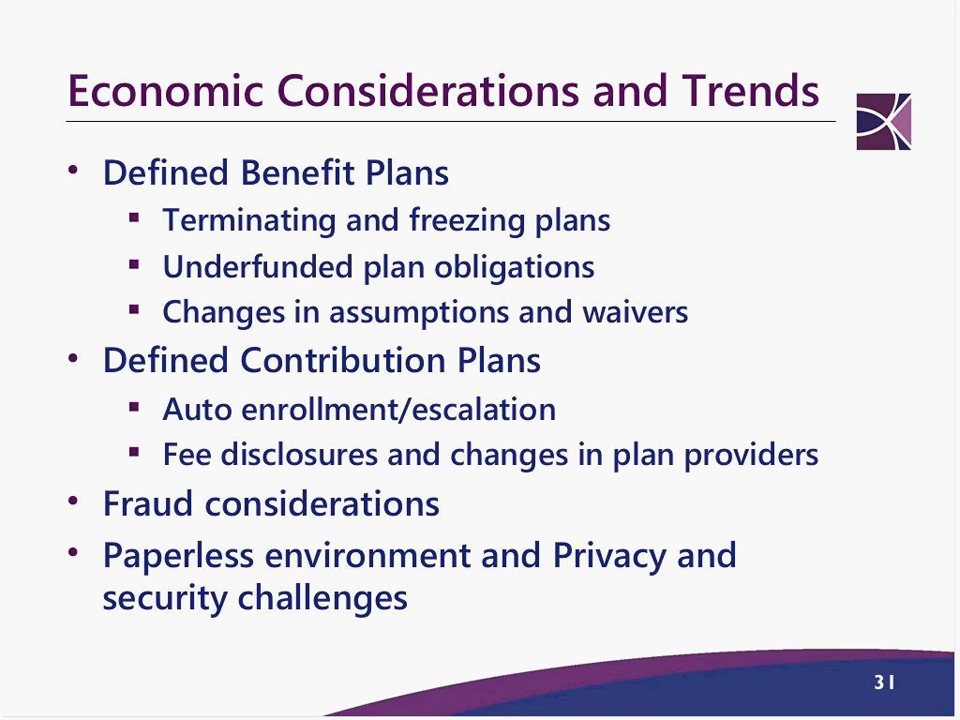 Economic Considerations and Trends
• Defined Benefit Plans
▪ Terminating and freezing plans
▪ Underfunded plan obligations
▪ Changes in assumptions and waivers
• Defined Contribution Plans
▪ Auto enrollment/escalation
▪ Fee disclosures and changes in plan providers
• Fraud considerations
• Paperless environment and Privacy and
security challenges
31